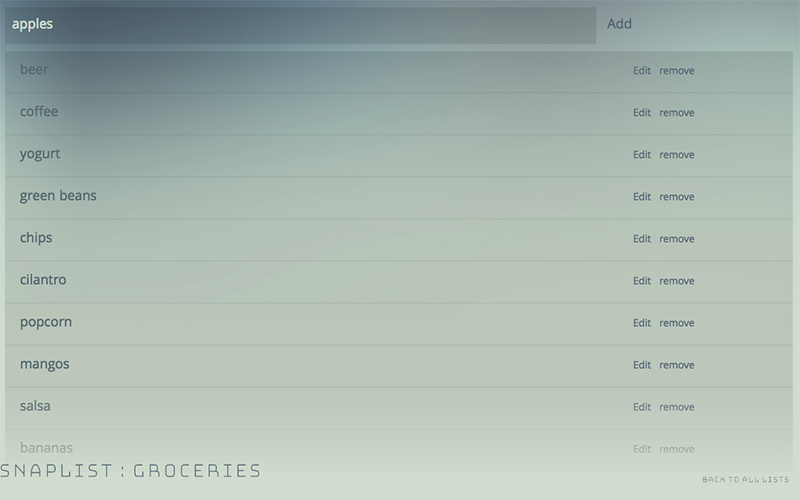 apples Add
beer Edit remove
coffee Edit remove
yogurt Edit remove
green beans Edit remove
chips Edit remove
cilantro Edit remove
popcorn Edit remove
mangos Edit remove
salsa Edit remove
bananas Edit remove
SNAPLIST : GROCERIES
BACK TO ALL LISTS